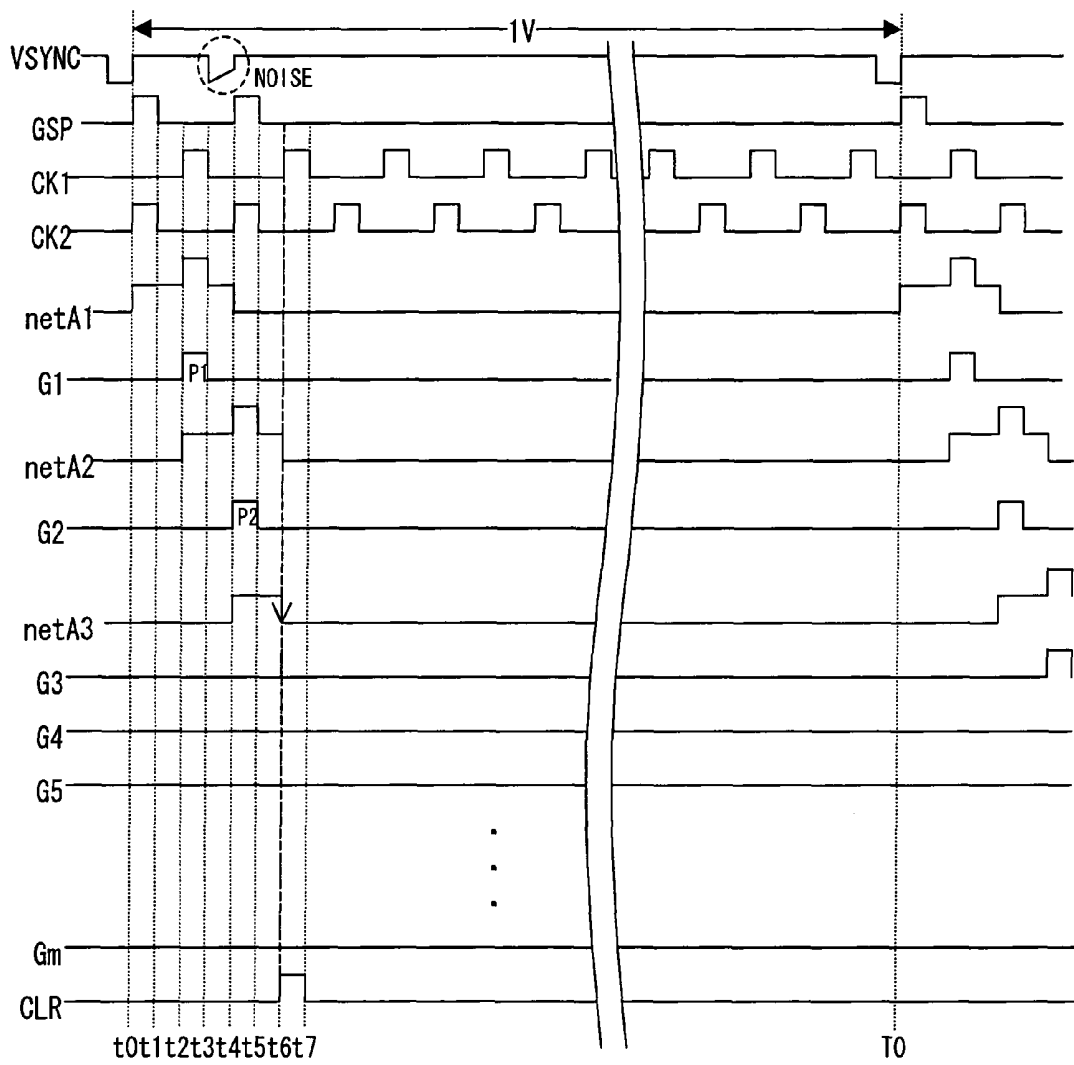 1V
VSYNC
NOISE
GSP
CK1
CK2
netA1
G1
P1
netA2
G2
P2
netA3
G3
G4
G5
Gm
CLR
t0t1t2t3t4t5t6t7
T0